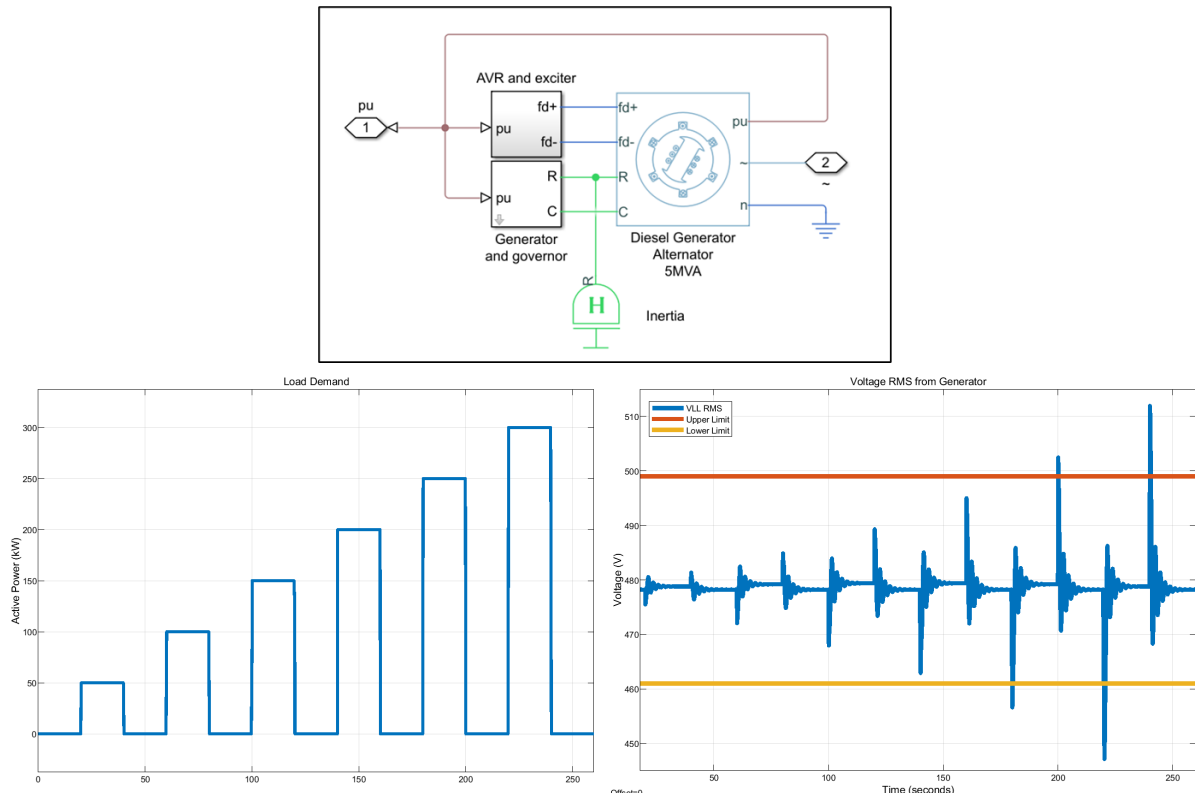 AVR and exciter
pu
1
pu
fd+
fd-
fd+
fd-
pu
R
C
R
C
pu
~
n
2
~
Generator
and governor
Diesel Generator
Alternator
5MVA
R
H
Inertia
Load Demand
Active Power (kW)
300
250
200
150
100
50
0
0
50
100
150
200
250
Voltage RMS from Generator
VLL RMS
Upper Limit
Lower Limit
Voltage (V)
510
500
490
480
470
460
450
50
100
150
200
250
Time (seconds)
Offset=0